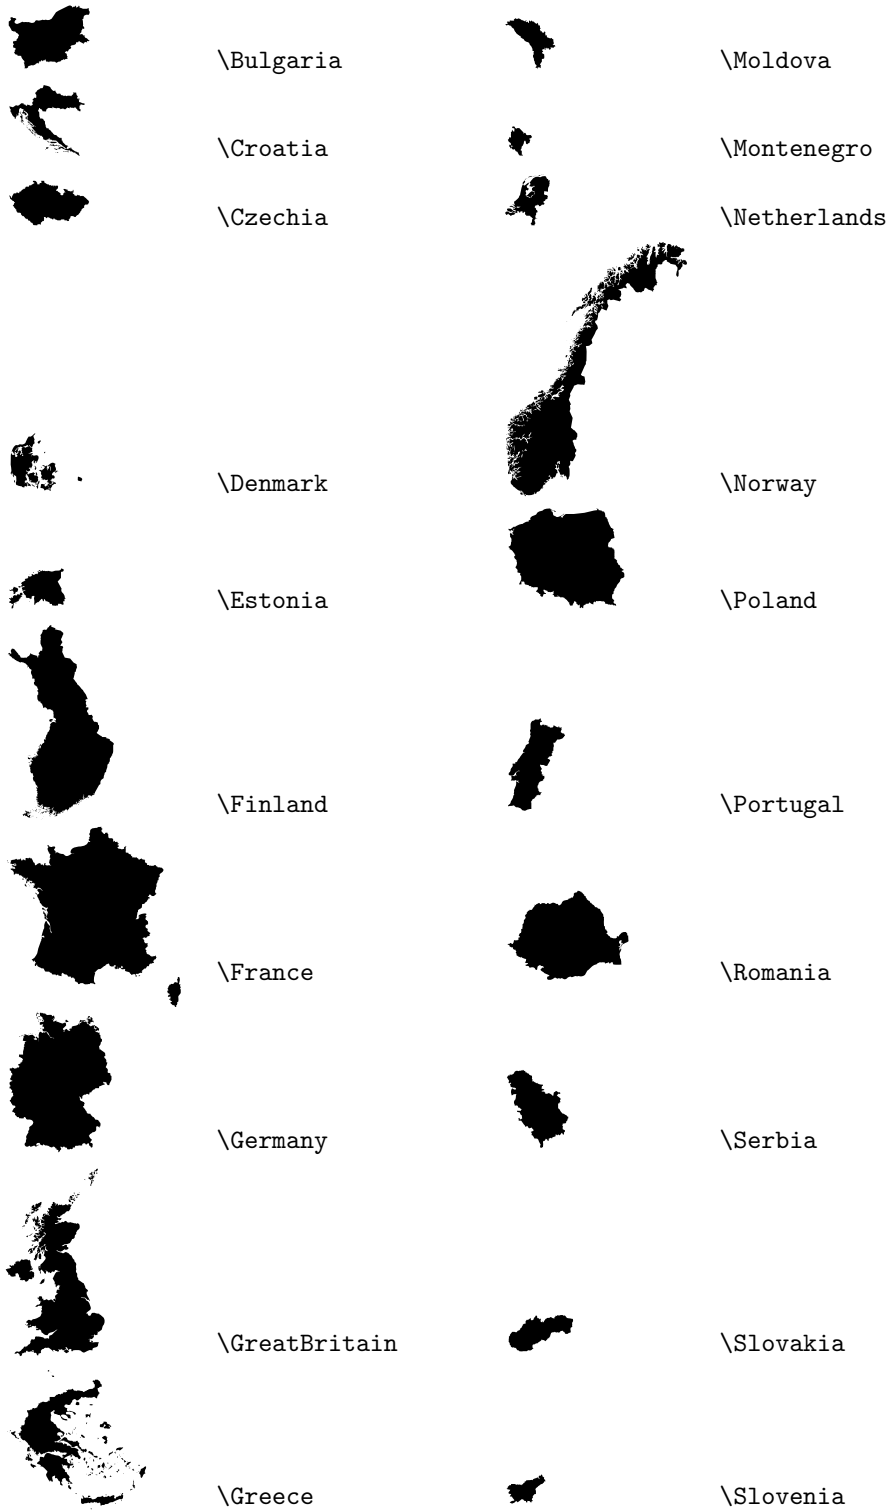 \Bulgaria \Moldova
\Croatia \Montenegro
\Czechia \Netherlands
\Denmark \Norway
\Estonia \Poland
\Finland \Portugal
\France \Romania
\Germany \Serbia
\GreatBritain \Slovakia
\Greece \Slovenia